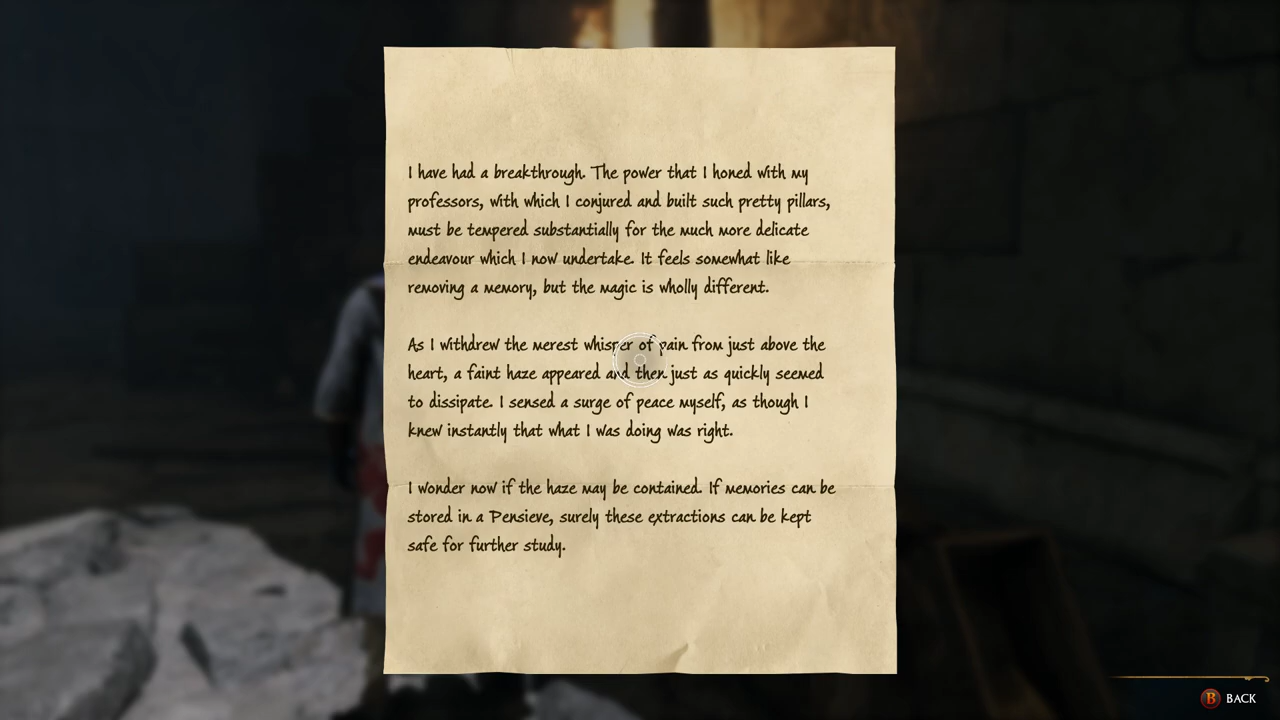 I have had a breakthrough. The power that I honed with my
professors, with which I conjured and built such pretty pillars,
must be tempered substantially for the much more delicate
endeavour which I now undertake. It feels somewhat like
removing a memory, but the magic is wholly different.
As I withdrew the merest whisper of pain from just above the
heart, a faint haze appeared and then just as quickly seemed
to dissipate. I sensed a surge of peace myself, as though I
knew instantly that what I was doing was right.
I wonder now if the haze may be contained. If memories can be
stored in a Pensieve, surely these extractions can be kept
safe for further study.
B BACK